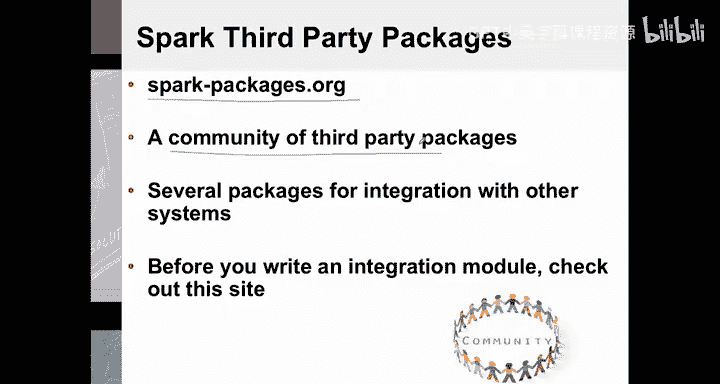 Spark Third Party Packages
bilibili
spark-packages.org
A community of third party packages
Several packages for integration with other
systems
Before you write an integration module, check
out this site
COMMUNITY